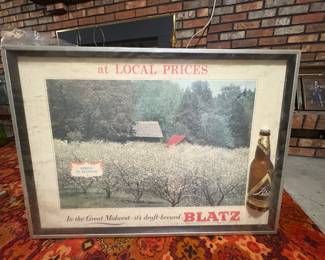 at LOCAL PRICES
In the Great Midwest-it's draft-brewed BLATZ